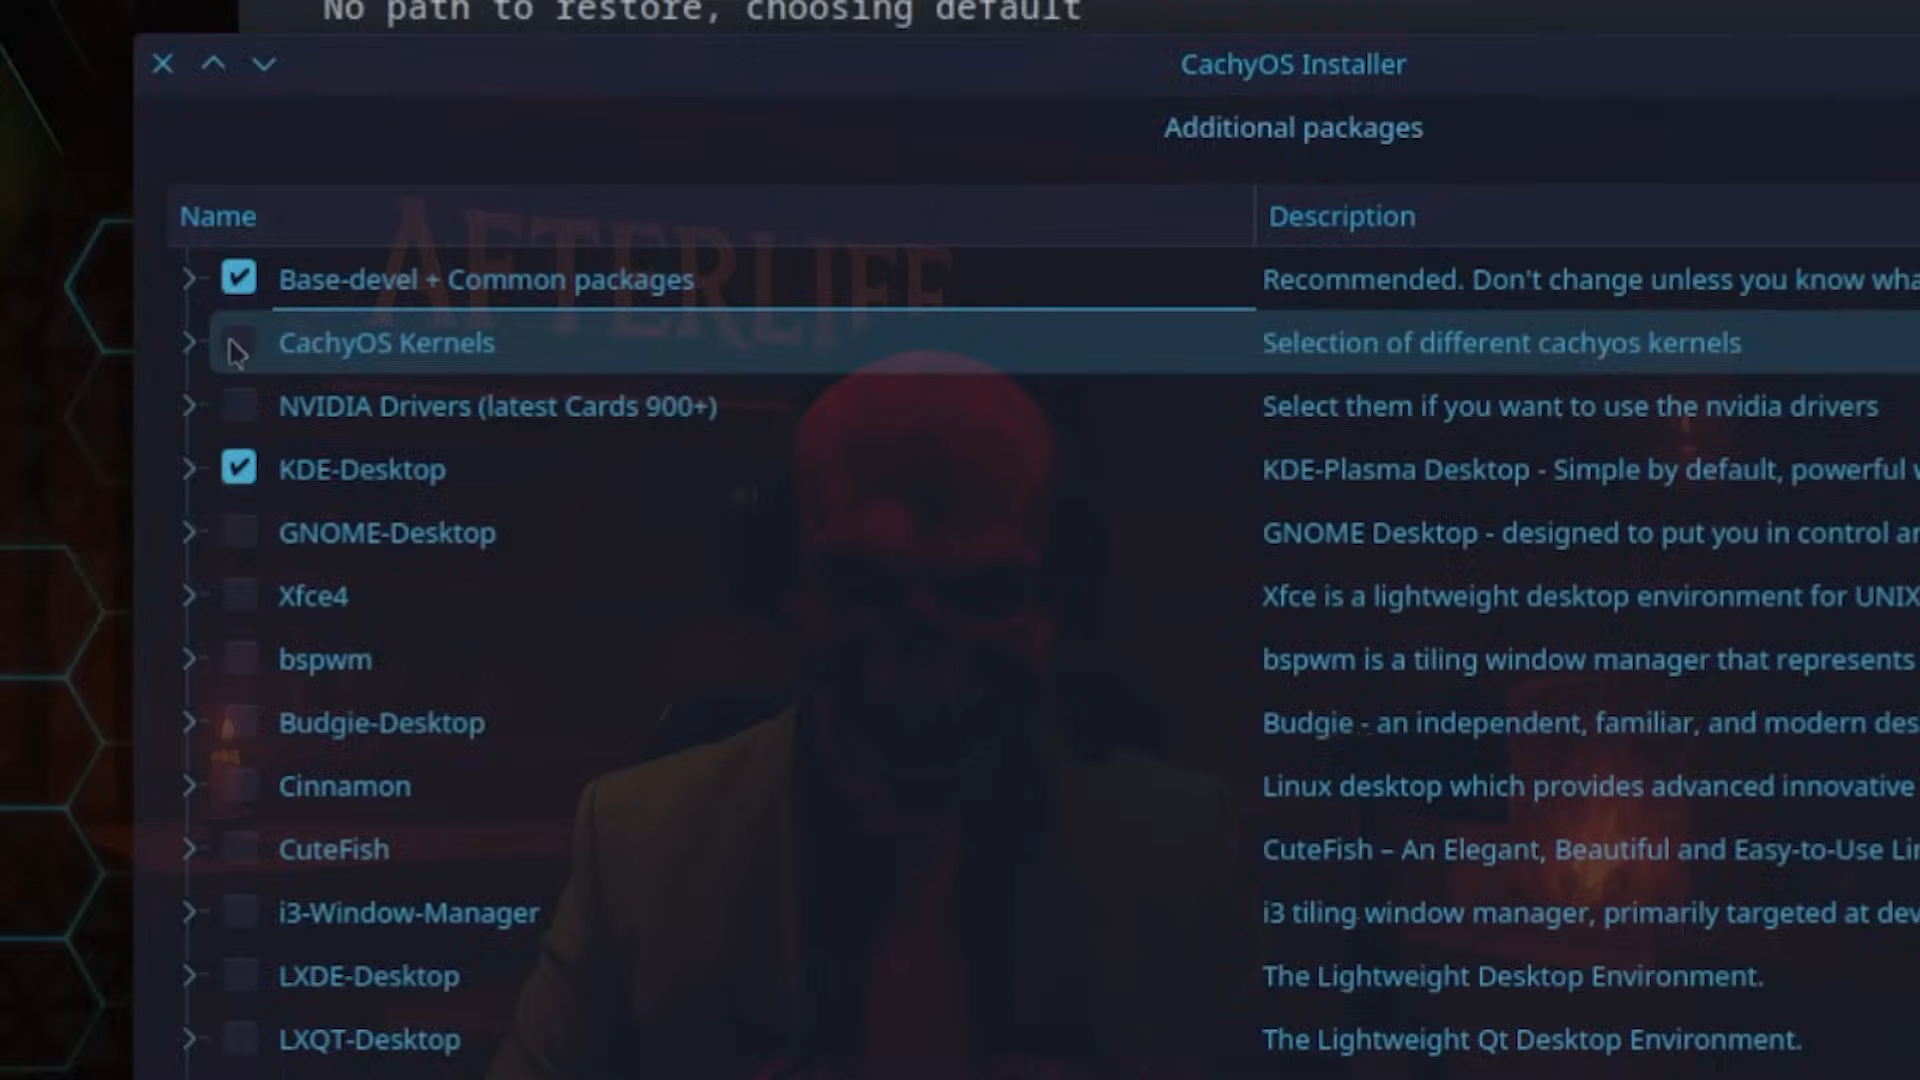 No path to restore, choosing default
CachyOS Installer
Additional packages
Name
Description
AFTERLIFE
Base-devel + Common packages
Recommended. Don't change unless you know wha
CachyOS Kernels
Selection of different cachyos kernels
NVIDIA Drivers (latest Cards 900+)
Select them if you want to use the nvidia drivers
KDE-Desktop
KDE-Plasma Desktop - Simple by default, powerful w
GNOME-Desktop
GNOME Desktop - designed to put you in control an
Xfce4
Xfce is a lightweight desktop environment for UNIX
bspwm
bspwm is a tiling window manager that represents
Budgie-Desktop
Budgie - an independent, familiar, and modern des
Cinnamon
Linux desktop which provides advanced innovative
CuteFish
CuteFish – An Elegant, Beautiful and Easy-to-Use Lin
i3-Window-Manager
i3 tiling window manager, primarily targeted at dev
LXDE-Desktop
The Lightweight Desktop Environment.
LXQT-Desktop
The Lightweight Qt Desktop Environment.